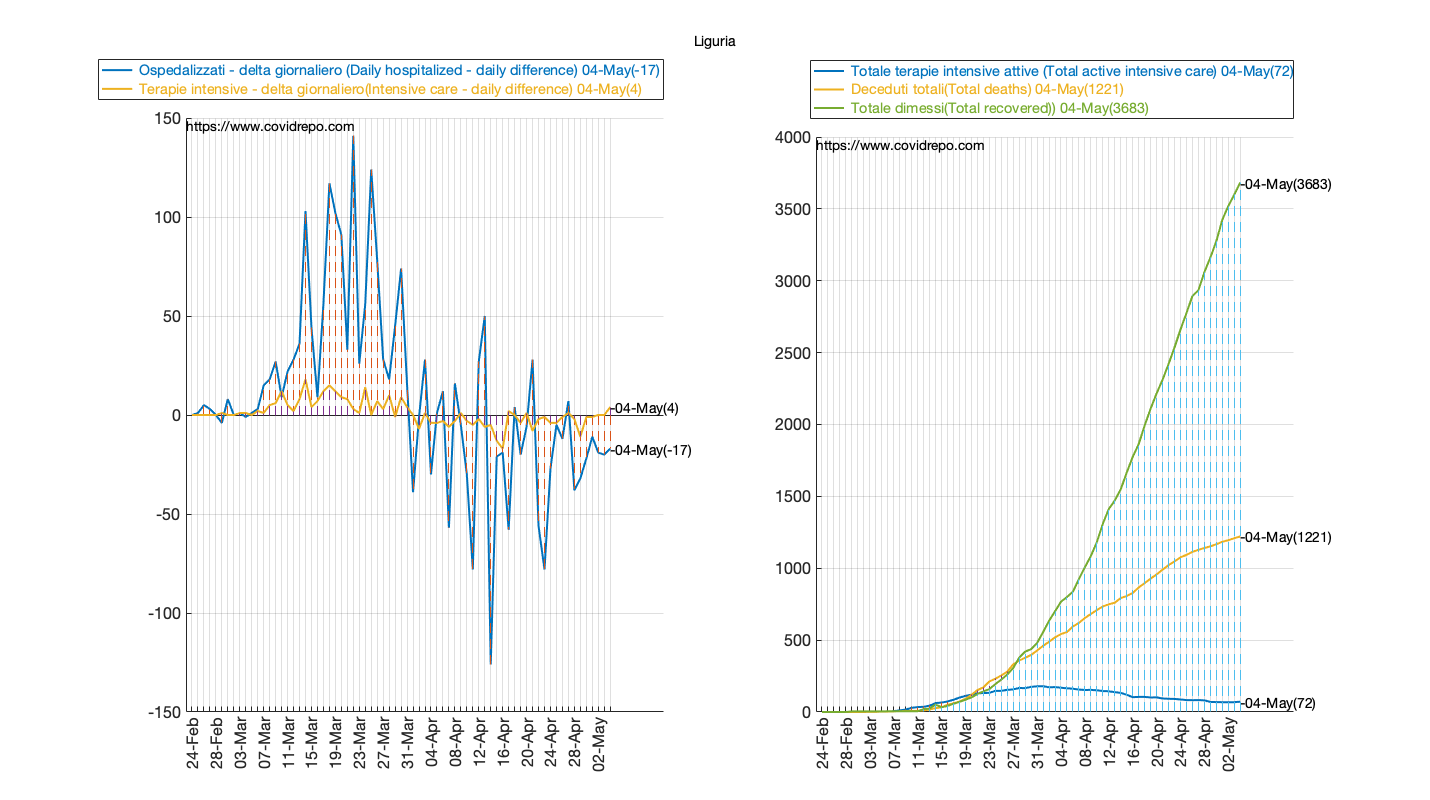 Liguria
Ospedalizzati - delta giornaliero (Daily hospitalized - daily difference) 04-May(-17)
Terapie intensive - delta giornaliero(Intensive care - daily difference) 04-May(4)
https://www.covidrepo.com
150
100
50
0
-50
-100
-150
-04-May(4)
-04-May(-17)
24-Feb
28-Feb
03-Mar
07-Mar
11-Mar
15-Mar
19-Mar
23-Mar
27-Mar
31-Mar
04-Apr
08-Apr
12-Apr
16-Apr
20-Apr
24-Apr
28-Apr
02-May
Totale terapie intensive attive (Total active intensive care) 04-May(72)
Deceduti totali(Total deaths) 04-May(1221)
Totale dimessi(Total recovered)) 04-May(3683)
https://www.covidrepo.com
4000
3500
3000
2500
2000
1500
1000
500
0
-04-May(3683)
-04-May(1221)
-04-May(72)
24-Feb
28-Feb
03-Mar
07-Mar
11-Mar
15-Mar
19-Mar
23-Mar
27-Mar
31-Mar
04-Apr
08-Apr
12-Apr
16-Apr
20-Apr
24-Apr
28-Apr
02-May